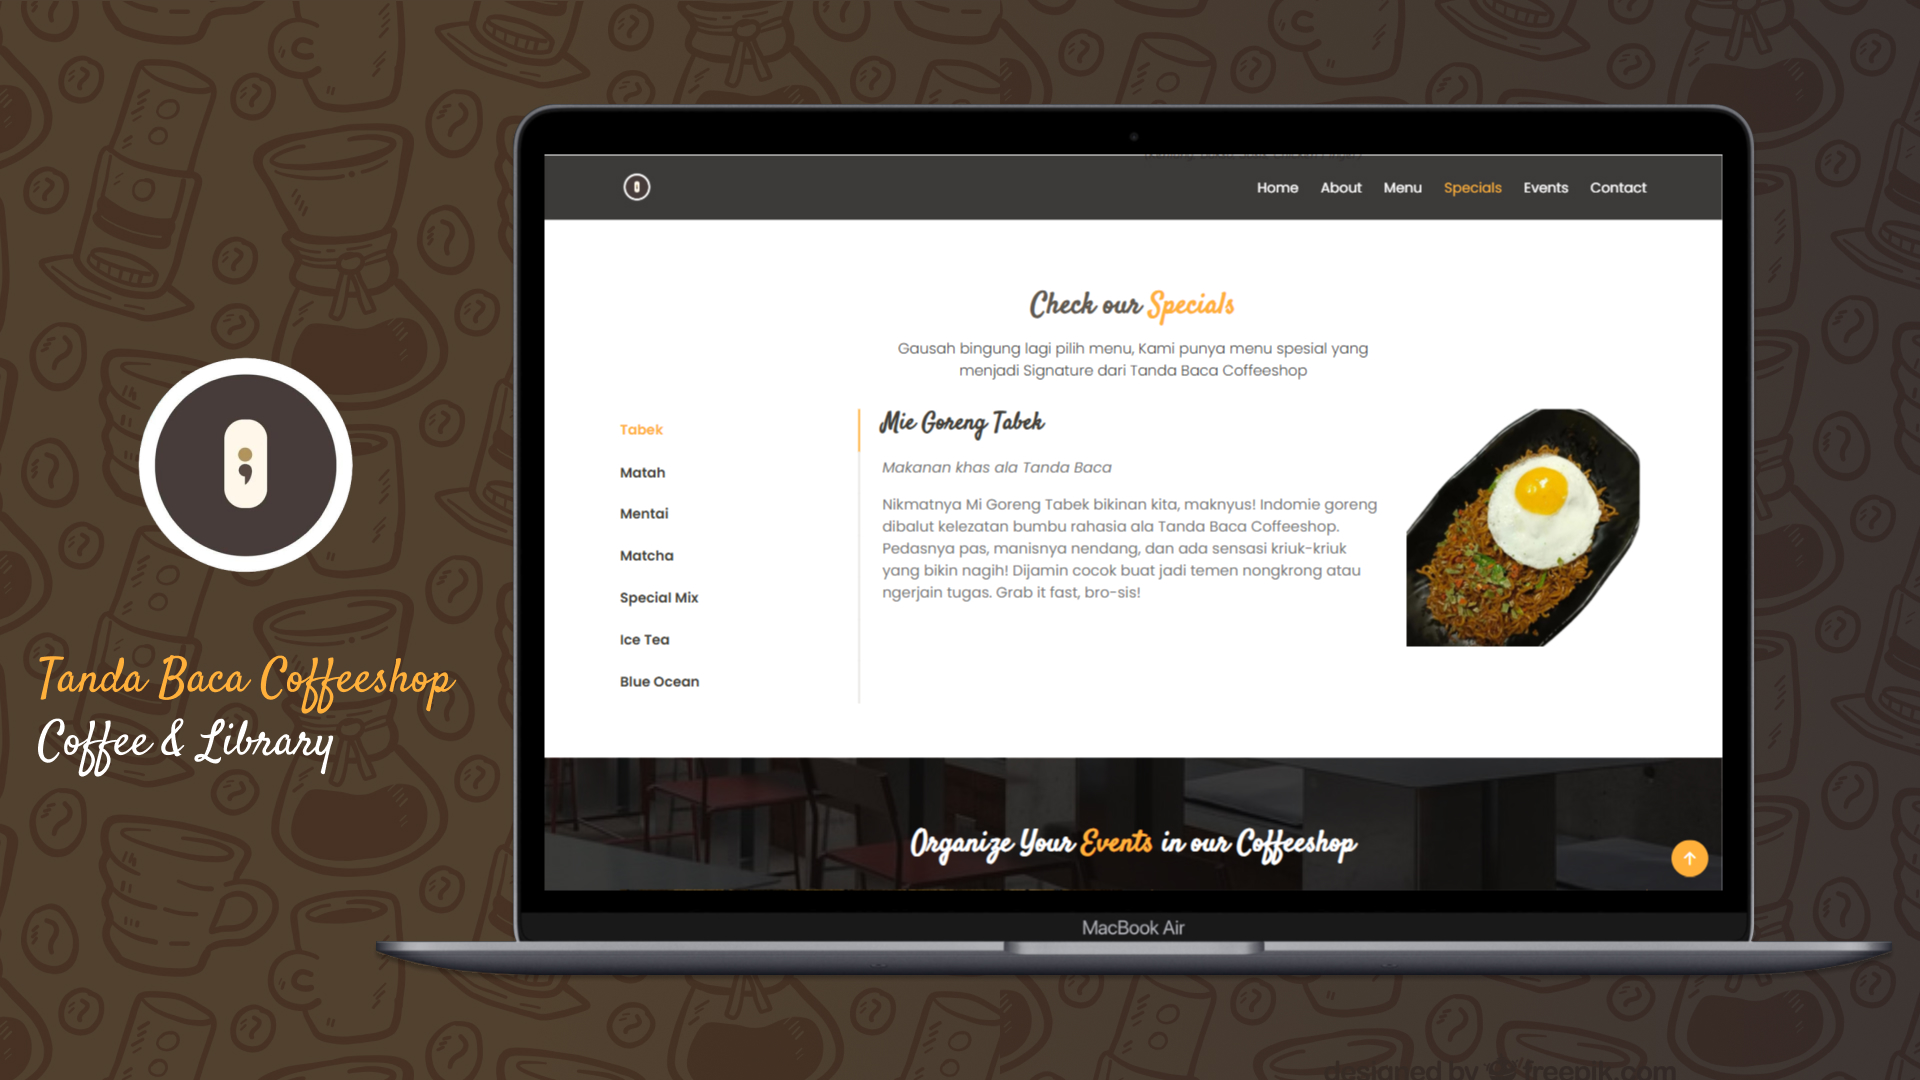 Home About Menu Specials Events Contact
Check our Specials
Gausah bingung lagi pilih menu, Kami punya menu spesial yang
menjadi Signature dari Tanda Baca Coffeeshop
Tabek
Matah
Mentai
Matcha
Special Mix
Ice Tea
Blue Ocean
Mie Goreng Tabek
Makanan khas ala Tanda Baca
Nikmatnya Mi Goreng Tabek bikinan kita, maknyus! Indomie goreng
dibalut kelezatan bumbu rahasia ala Tanda Baca Coffeeshop.
Pedasnya pas, manisnya nendang, dan ada sensasi kriuk-kriuk
yang bikin nagih! Dijamin cocok buat jadi temen nongkrong atau
ngerjain tugas. Grab it fast, bro-sis!
Organize Your Events in our Coffeeshop
MacBook Air
Tanda Baca Coffeeshop
Coffee & Library
designed by freepik.com